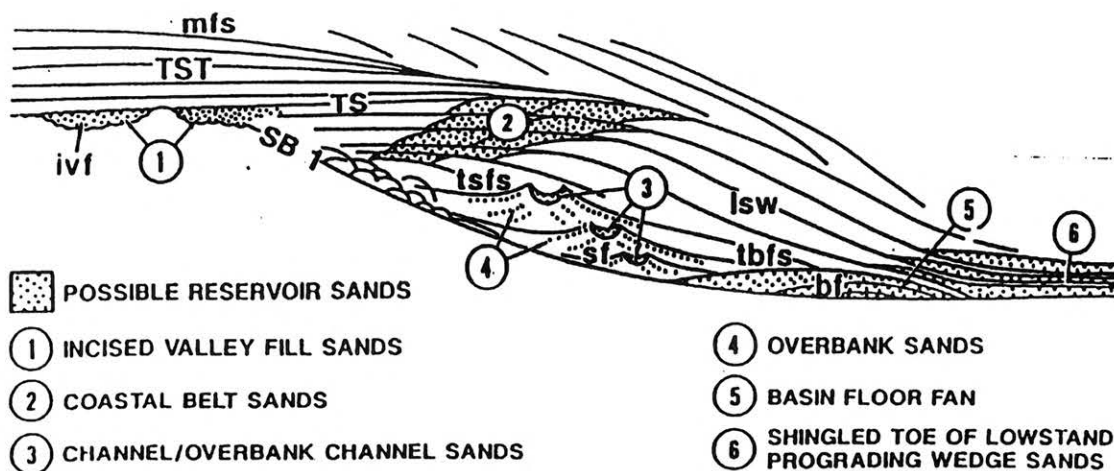 mfs
TST
TS
2
1
ivf
SB 1
tsfs
3
lsw
5
6
4
sf
tbfs
bf
POSSIBLE RESERVOIR SANDS
1 INCISED VALLEY FILL SANDS
2 COASTAL BELT SANDS
3 CHANNEL/OVERBANK CHANNEL SANDS
4 OVERBANK SANDS
5 BASIN FLOOR FAN
6 SHINGLED TOE OF LOWSTAND
PROGRADING WEDGE SANDS